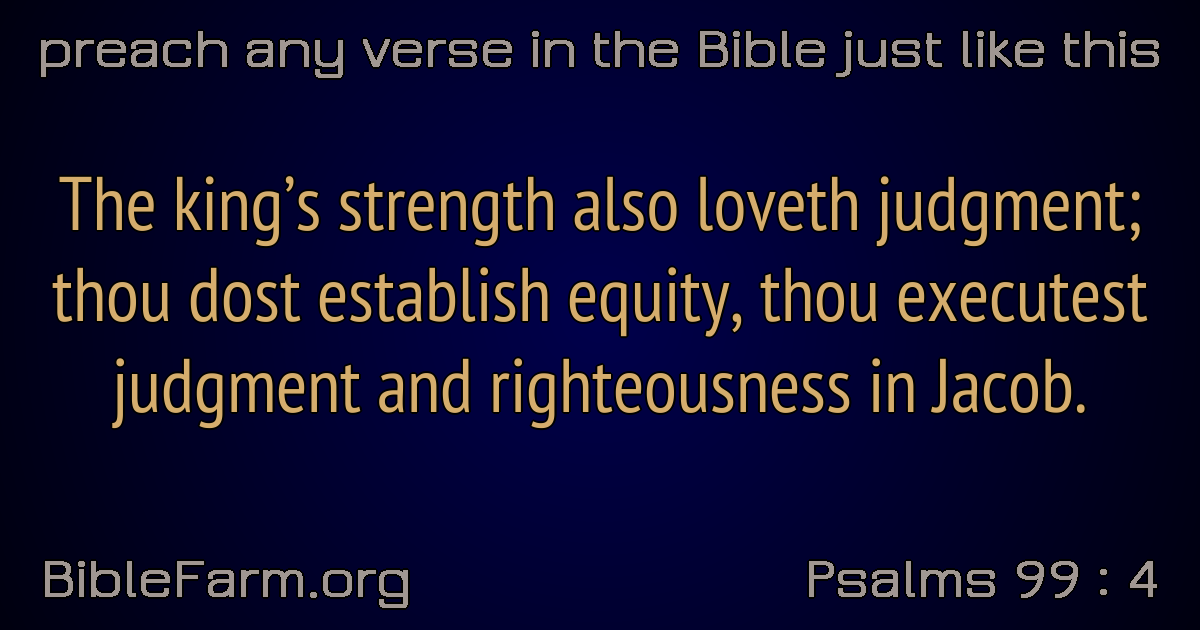 preach any verse in the Bible just like this
The king’s strength also loveth judgment;
thou dost establish equity, thou executest
judgment and righteousness in Jacob.
BibleFarm.org
Psalms 99 : 4